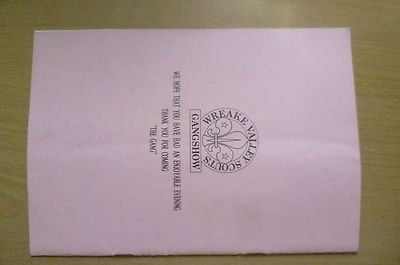 WREAKE VALLEY SCOUTS
GANGSHOW
WE HOPE THAT YOU HAVE HAD AN ENJOYABLE EVENING
THANK YOU FOR COMING
"THE GANG"